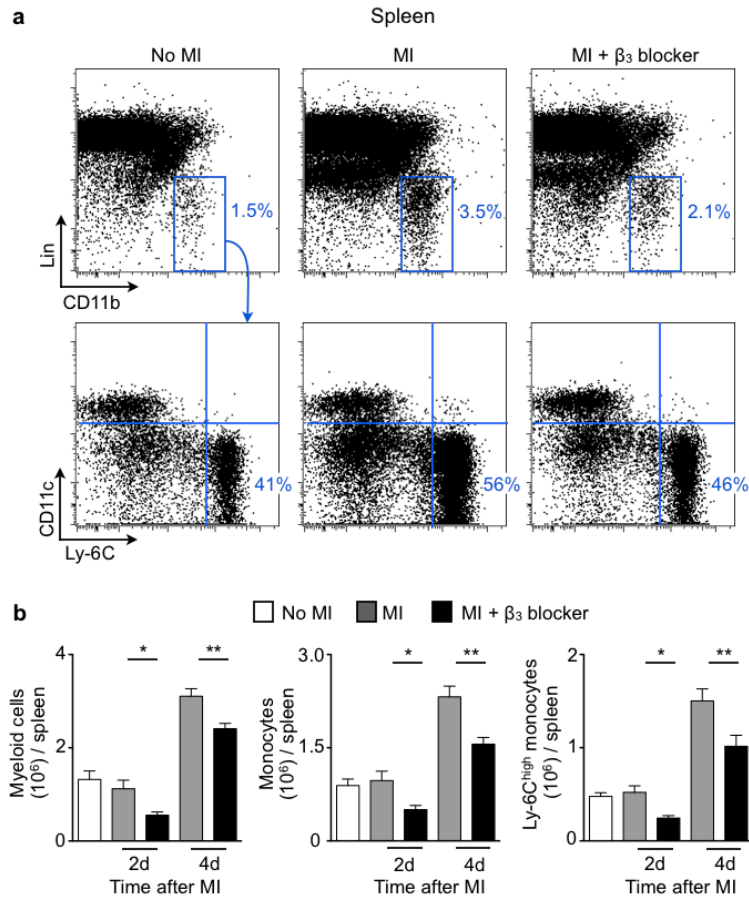 a
Spleen
No MI
MI
MI + β₃ blocker
1.5%
3.5%
2.1%
Lin
CD11b
41%
56%
46%
CD11c
Ly-6C
b
No MI
MI
MI + β₃ blocker
Myeloid cells
(10⁶) / spleen
4
2
0
*
**
2d
4d
Time after MI
Monocytes
(10⁶) / spleen
3.0
1.5
0
*
**
2d
4d
Time after MI
Ly-6Cʰⁱᵍʰ monocytes
(10⁶) / spleen
2
1
0
*
**
2d
4d
Time after MI